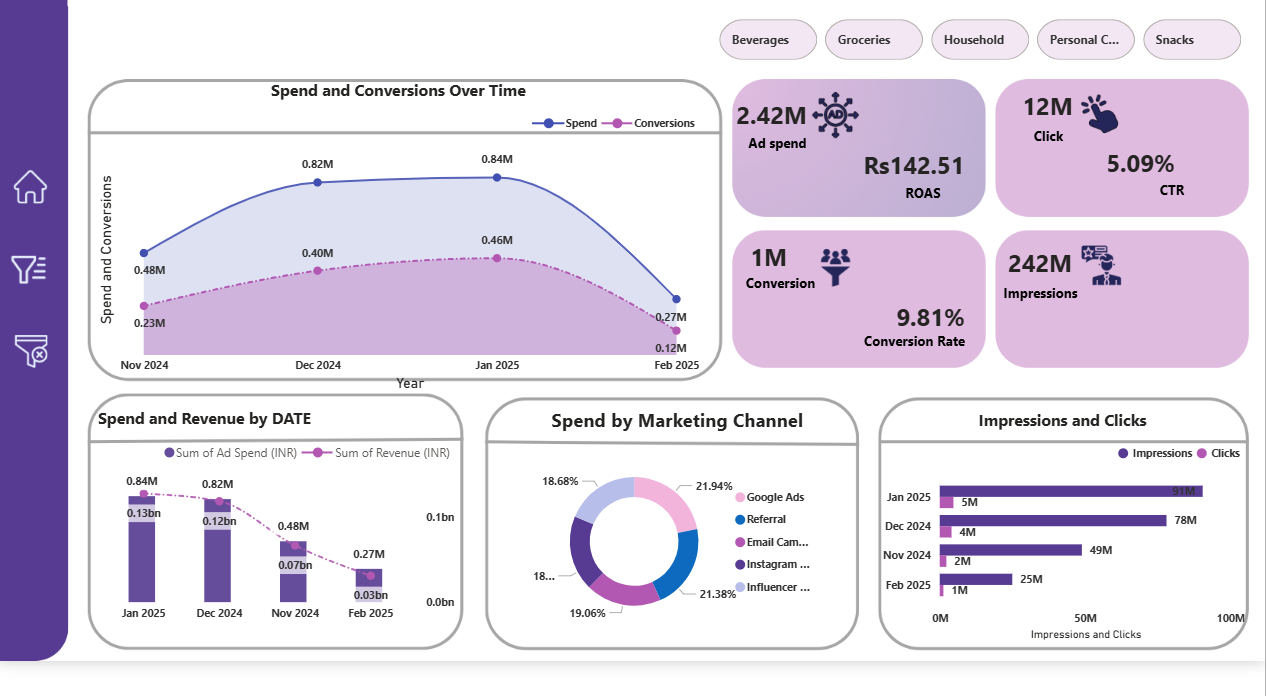 Beverages
Groceries
Household
Personal C...
Snacks
Spend and Conversions Over Time
Spend
Conversions
Spend and Conversions
0.48M
0.82M
0.84M
0.27M
0.23M
0.40M
0.46M
0.12M
Nov 2024
Dec 2024
Jan 2025
Feb 2025
Year
2.42M
AD
Ad spend
Rs142.51
ROAS
12M
Click
5.09%
CTR
1M
Conversion
9.81%
Conversion Rate
242M
Impressions
Spend and Revenue by DATE
Sum of Ad Spend (INR)
Sum of Revenue (INR)
0.84M
0.82M
0.48M
0.27M
0.13bn
0.12bn
0.07bn
0.03bn
0.1bn
0.0bn
Jan 2025
Dec 2024
Nov 2024
Feb 2025
Spend by Marketing Channel
18.68%
21.94%
18...
19.06%
21.38%
Google Ads
Referral
Email Cam...
Instagram ...
Influencer ...
Impressions and Clicks
Impressions
Clicks
Jan 2025
91M
5M
Dec 2024
78M
4M
Nov 2024
49M
2M
Feb 2025
25M
1M
0M
50M
100M
Impressions and Clicks